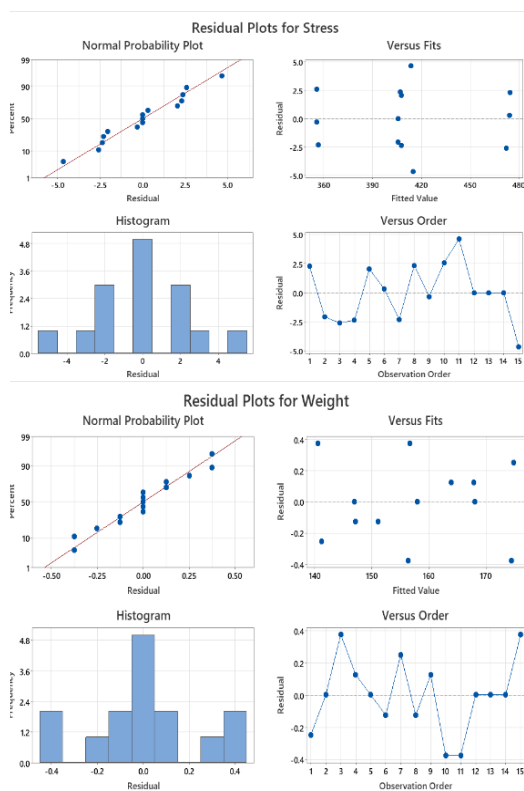 Residual Plots for Stress
Normal Probability Plot
Versus Fits
99
90
50
10
1
Percent
-5.0 -2.5 0.0 2.5 5.0
Residual
5.0
2.5
0.0
-2.5
-5.0
Residual
360 390 420 450 480
Fitted Value
Histogram
Versus Order
4.8
3.6
2.4
1.2
0.0
-4 -2 0 2 4
Residual
5.0
2.5
0.0
-2.5
-5.0
Residual
1 2 3 4 5 6 7 8 9 10 11 12 13 14 15
Observation Order
Residual Plots for Weight
Normal Probability Plot
Versus Fits
99
90
50
10
1
Percent
-0.50 -0.25 0.00 0.25 0.50
Residual
0.4
0.2
0.0
-0.2
-0.4
Residual
140 150 160 170
Fitted Value
Histogram
Versus Order
4.8
3.6
2.4
1.2
0.0
-0.4 -0.2 0.0 0.2 0.4
Residual
0.4
0.2
0.0
-0.2
-0.4
Residual
1 2 3 4 5 6 7 8 9 10 11 12 13 14 15
Observation Order